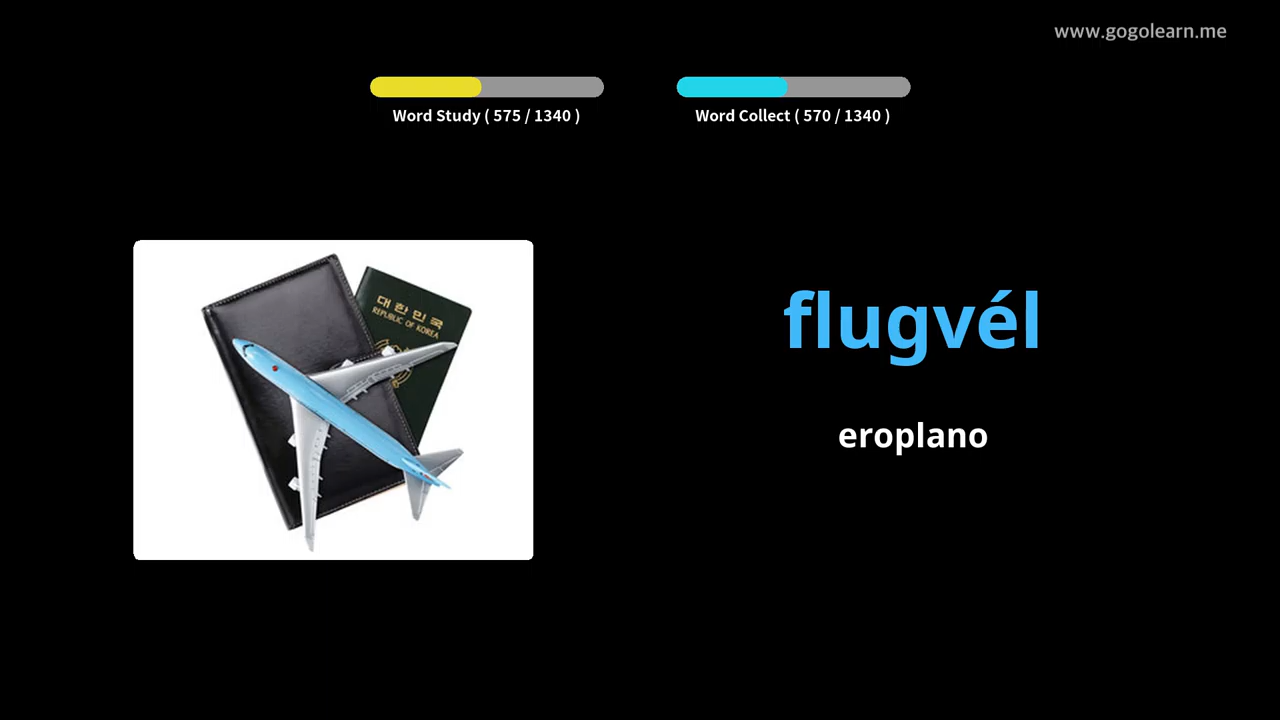 www.gogolearn.me
Word Study ( 575 / 1340 )
Word Collect ( 570 / 1340 )
대한민국
REPUBLIC OF KOREA
flugvél
eroplano